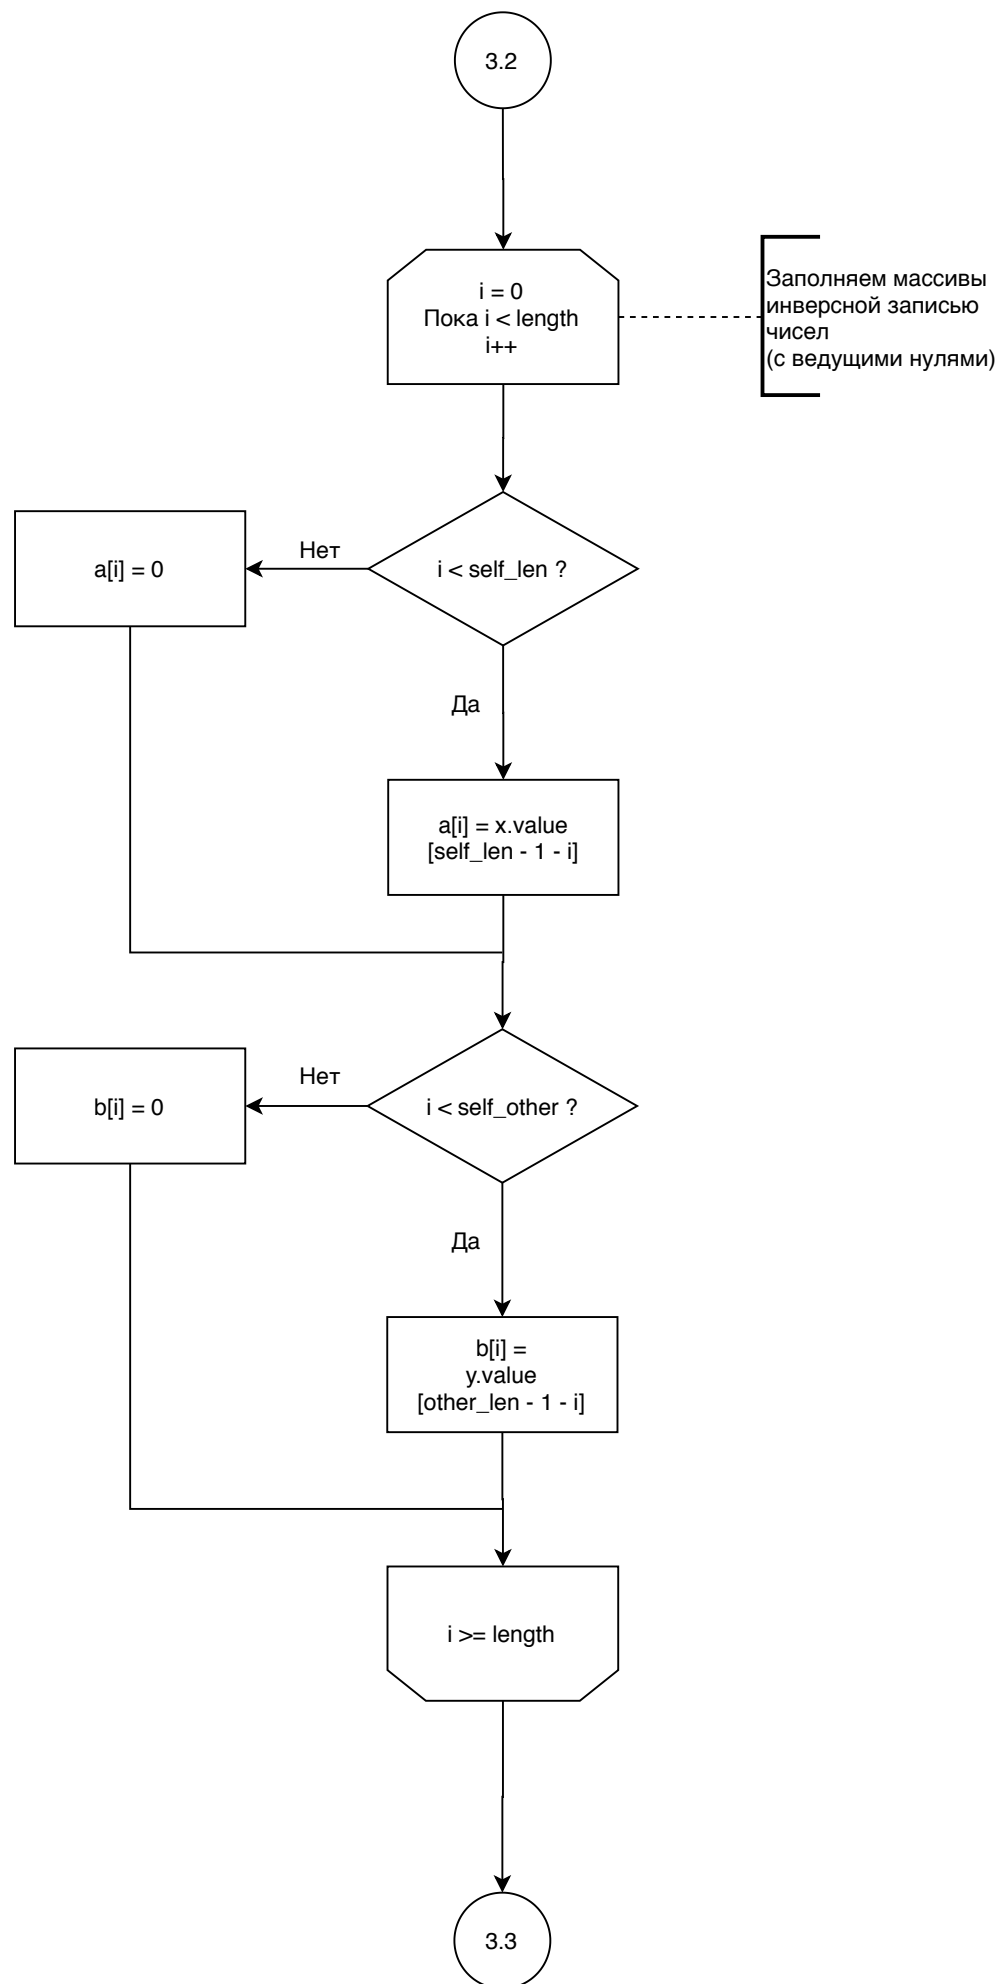 3.2
i = 0
Пока i < length
i++
Заполняем массивы
инверсной записью
чисел
(с ведущими нулями)
i < self_len ?
Нет
a[i] = 0
Да
a[i] = x.value
[self_len - 1 - i]
i < self_other ?
Нет
b[i] = 0
Да
b[i] =
y.value
[other_len - 1 - i]
i >= length
3.3